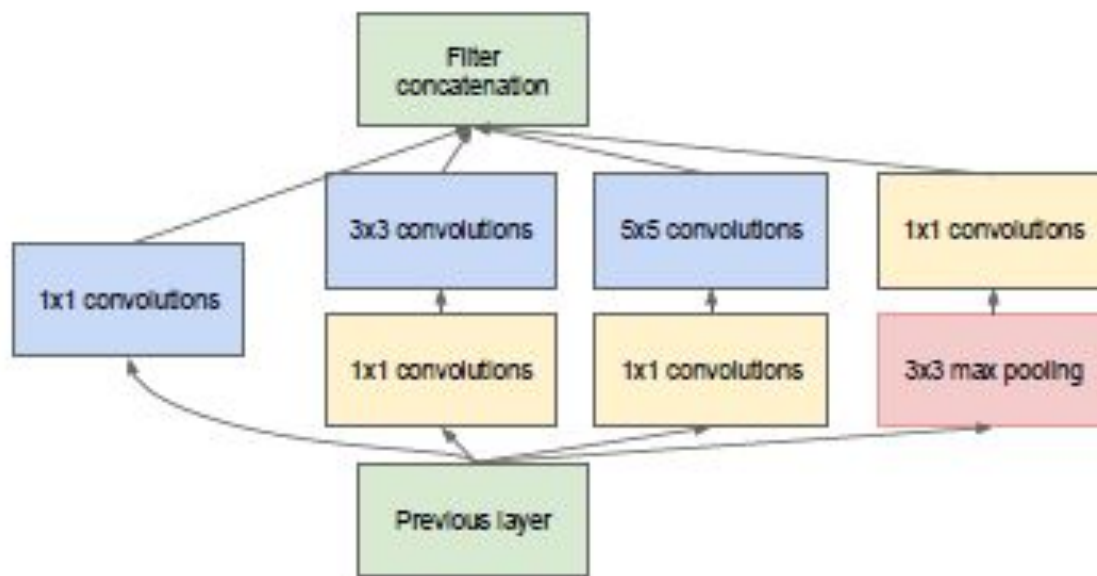 Filter
concatenation
3x3 convolutions
5x5 convolutions
1x1 convolutions
1x1 convolutions
1x1 convolutions
1x1 convolutions
3x3 max pooling
Previous layer